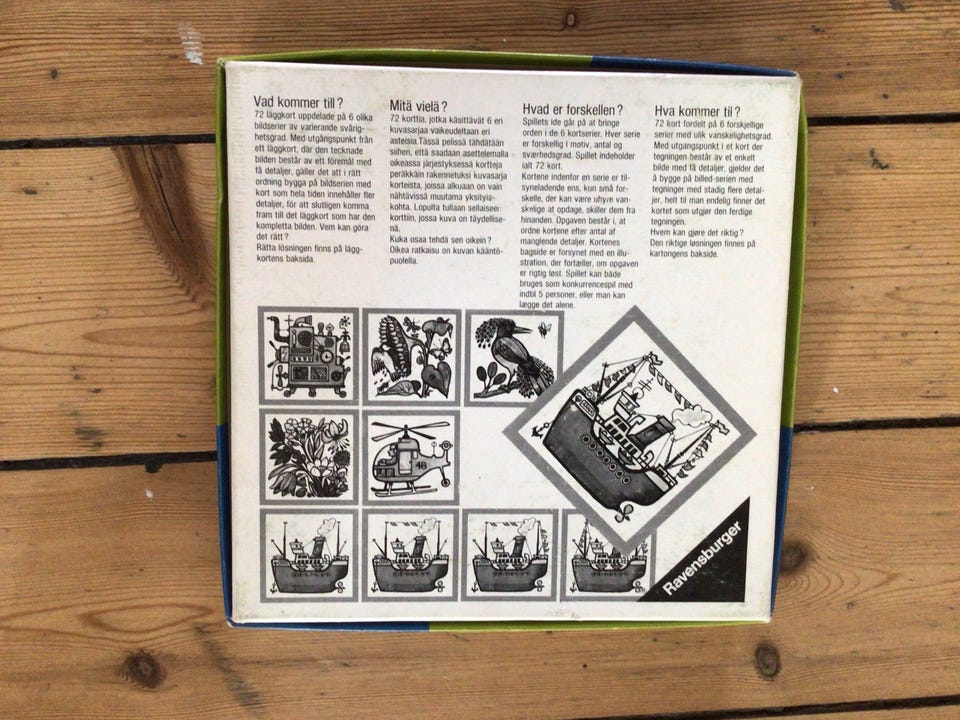 Vad kommer till?
72 läggkort uppdelade på 6 olika
bildserier av varierande svårig-
hetsgrad. Med utgångspunkt från
ett läggkort, där den tecknade
bilden består av ett föremål med
få detaljer, gäller det att i rätt
ordning bygga på bildserien med
kort som hela tiden innehåller fler
detaljer, för att slutligen komma
fram till det läggkort som har den
kompletta bilden. Vem kan göra
det rätt?
Rätta lösningen finns på lägg-
kortens baksida.
Mitä vielä?
72 korttia, jotka käsittävät 6 eri
kuvasarjaa vaikeudeltaan eri
asteisia. Tässä pelissä tähdätään
siihen, että saadaan asettelemalla
oikeassa järjestyksessä kortteja
peräkkäin rakennetuksi kuvasarja
korteista, joissa alkuaan on vain
nähtävissä muutama yksityis-
kohta. Lopulta tullaan sellaiseen
korttiin, jossa kuva on täydellise-
nä.
Kuka osaa tehdä sen oikein?
Oikea ratkaisu on kuvan kääntö-
puolella.
Hvad er forskellen?
Spillets ide går på at bringe
orden i de 6 kortserier. Hver serie
er forskellig i motiv, antal og
sværhedsgrad. Spillet indeholder
ialt 72 kort.
Kortene indenfor en serie er til-
syneladende ens, kun små for-
skelle, der kan være uhyre van-
skelige at opdage, skiller dem fra
hinanden. Opgaven består i, at
ordne kortene efter antal af
manglende detaljer. Kortenes
bagside er forsynet med en illu-
stration, der fortæller, om opgaven
er rigtig løst. Spillet kan både
bruges som konkurrencespil med
indtil 5 personer, eller man kan
lægge det alene.
Hva kommer til?
72 kort fordelt på 6 forskjellige
serier med ulik vanskelighetsgrad.
Med utgangspunkt i et kort der
tegningen består av et enkelt
bilde med få detaljer, gjelder det
å bygge på billed-serien med
tegninger med stadig flere detal-
jer, helt til man endelig finner det
kortet som utgjør den ferdige
tegningen.
Hvem kan gjøre det riktig?
Den riktige løsningen finnes på
kartongens bakside.
48
Ravensburger